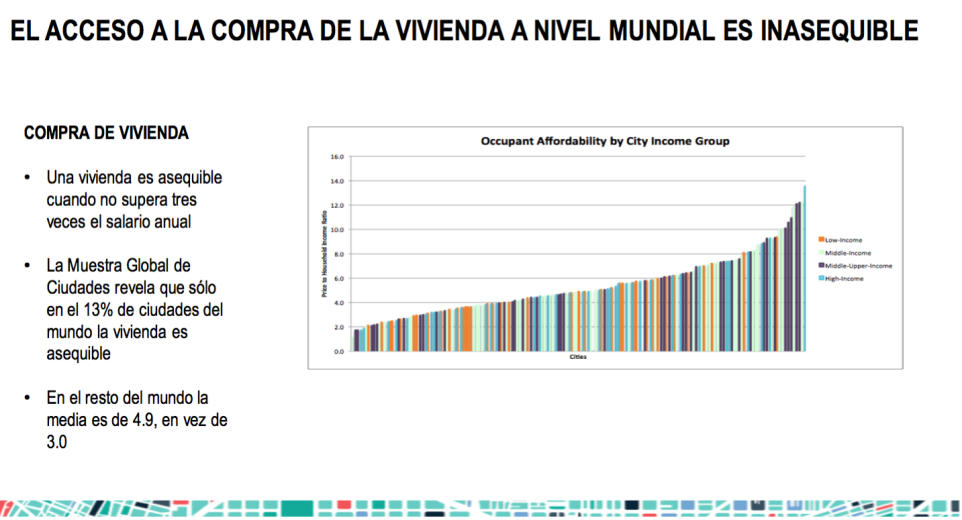 EL ACCESO A LA COMPRA DE LA VIVIENDA A NIVEL MUNDIAL ES INASEQUIBLE
COMPRA DE VIVIENDA
• Una vivienda es asequible
cuando no supera tres
veces el salario anual
• La Muestra Global de
Ciudades revela que sólo
en el 13% de ciudades del
mundo la vivienda es
asequible
• En el resto del mundo la
media es de 4.9, en vez de
3.0
Occupant Affordability by City Income Group
Price to Household Income Ratio
16.0
14.0
12.0
10.0
8.0
6.0
4.0
2.0
0.0
Cities
Low-Income
Middle-Income
Middle-Upper-Income
High-Income